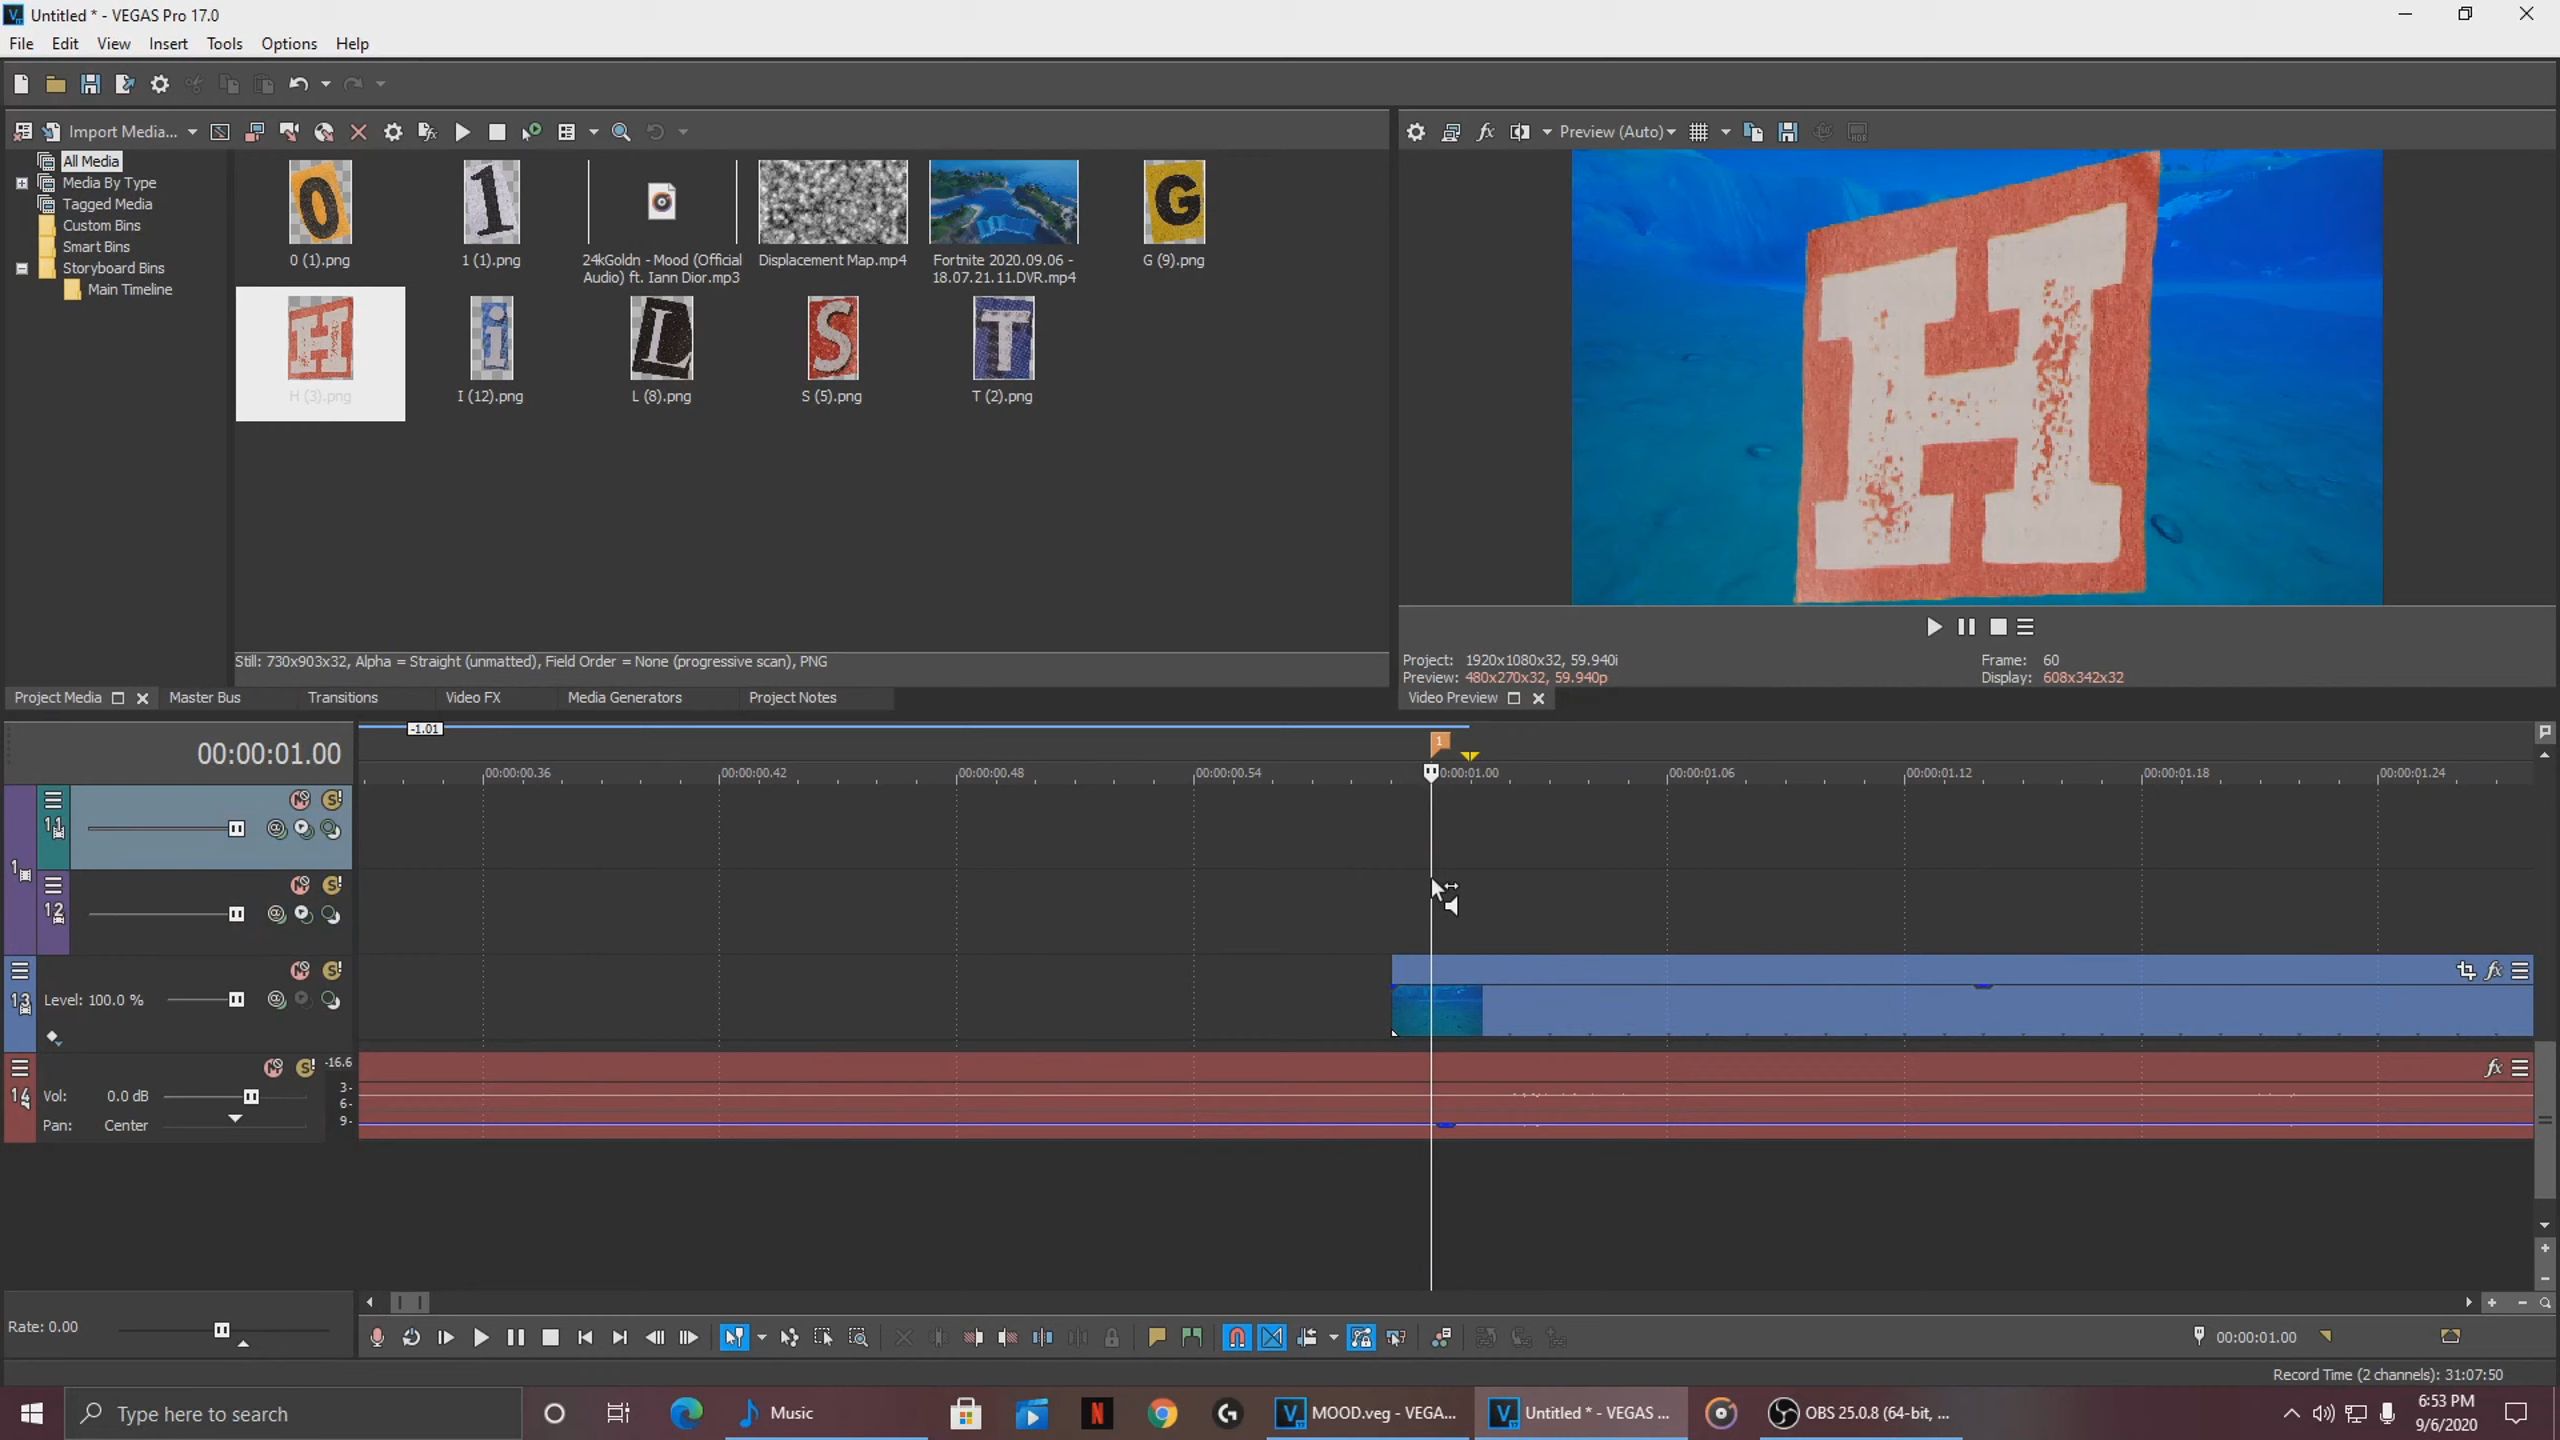 Untitled * - VEGAS Pro 17.0
File Edit View Insert Tools Options Help
Import Media...
Preview (Auto)
All Media
Media By Type
Tagged Media
Custom Bins
Smart Bins
Storyboard Bins
Main Timeline
0 (1).png
1 (1).png
24kGoldn - Mood (Official Audio) ft. Iann Dior.mp3
Displacement Map.mp4
Fortnite 2020.09.06 - 18.07.21.11.DVR.mp4
G (9).png
H (3).png
I (12).png
L (8).png
S (5).png
T (2).png
H
Still: 730x903x32, Alpha = Straight (unmatted), Field Order = None (progressive scan), PNG
Project: 1920x1080x32, 59.940i
Frame: 60
Preview: 480x270x32, 59.940p
Display: 608x342x32
Project Media
Master Bus
Transitions
Video FX
Media Generators
Project Notes
Video Preview
-1.01
1
00:00:01.00
00:00:00.36
00:00:00.42
00:00:00.48
00:00:00.54
0:00:01.00
00:00:01.06
00:00:01.12
00:00:01.18
00:00:01.24
1
11
12
13
Level: 100.0 %
14
-16.6
Vol: 0.0 dB
3-
6-
9-
Pan: Center
Rate: 0.00
00:00:01.00
Record Time (2 channels): 31:07:50
Type here to search
Music
MOOD.veg - VEGA...
Untitled * - VEGAS ...
OBS 25.0.8 (64-bit, ...
6:53 PM
9/6/2020